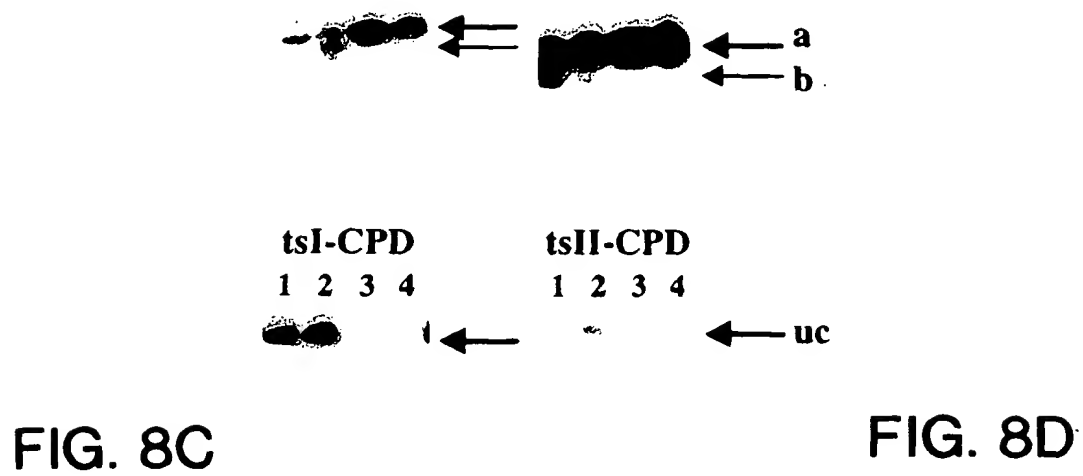 a
b
tsI-CPD tsII-CPD
1 2 3 4 1 2 3 4
uc
FIG. 8C FIG. 8D